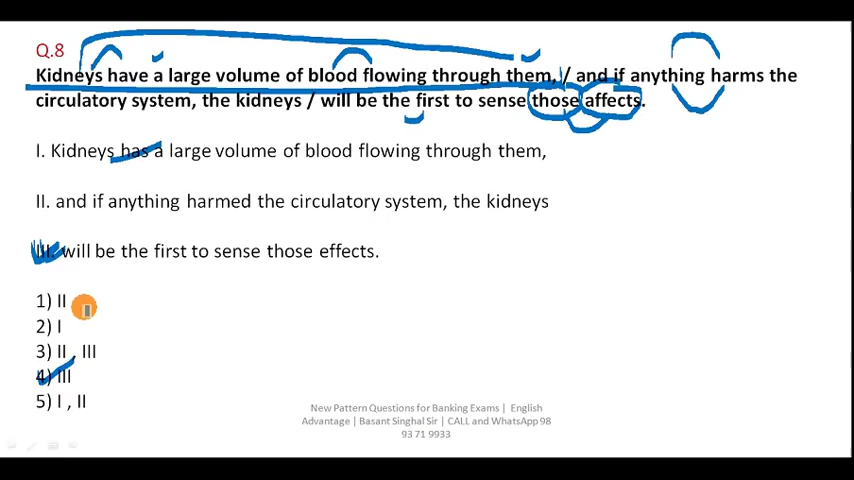 Q.8
Kidneys have a large volume of blood flowing through them, / and if anything harms the
circulatory system, the kidneys / will be the first to sense those affects.
I. Kidneys has a large volume of blood flowing through them,
II. and if anything harmed the circulatory system, the kidneys
III. will be the first to sense those effects.
1) II
2) I
3) II , III
4) III
5) I , II
New Pattern Questions for Banking Exams | English
Advantage | Basant Singhal Sir | CALL and WhatsApp 98
93 71 9933